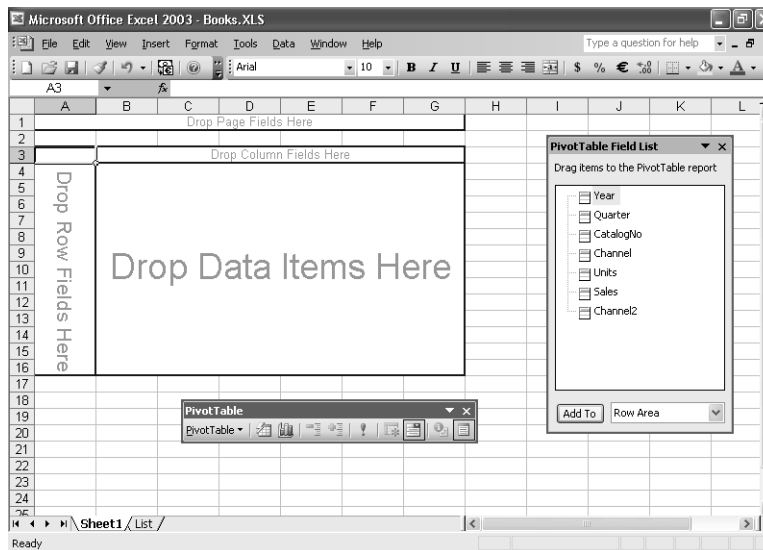 Microsoft Office Excel 2003 - Books.XLS
File Edit View Insert Format Tools Data Window Help
Type a question for help
Arial 10 B I U $ % €
A3 fx
A B C D E F G H I J K L
1 Drop Page Fields Here
2
3 Drop Column Fields Here
4
5
6
7
8
9
10
11
12
13
14
15
16
17
18
19
20
21
22
23
24
25
Drop Row Fields Here
Drop Data Items Here
PivotTable Field List
Drag items to the PivotTable report
Year
Quarter
CatalogNo
Channel
Units
Sales
Channel2
Add To Row Area
PivotTable
PivotTable
Sheet1 List
Ready